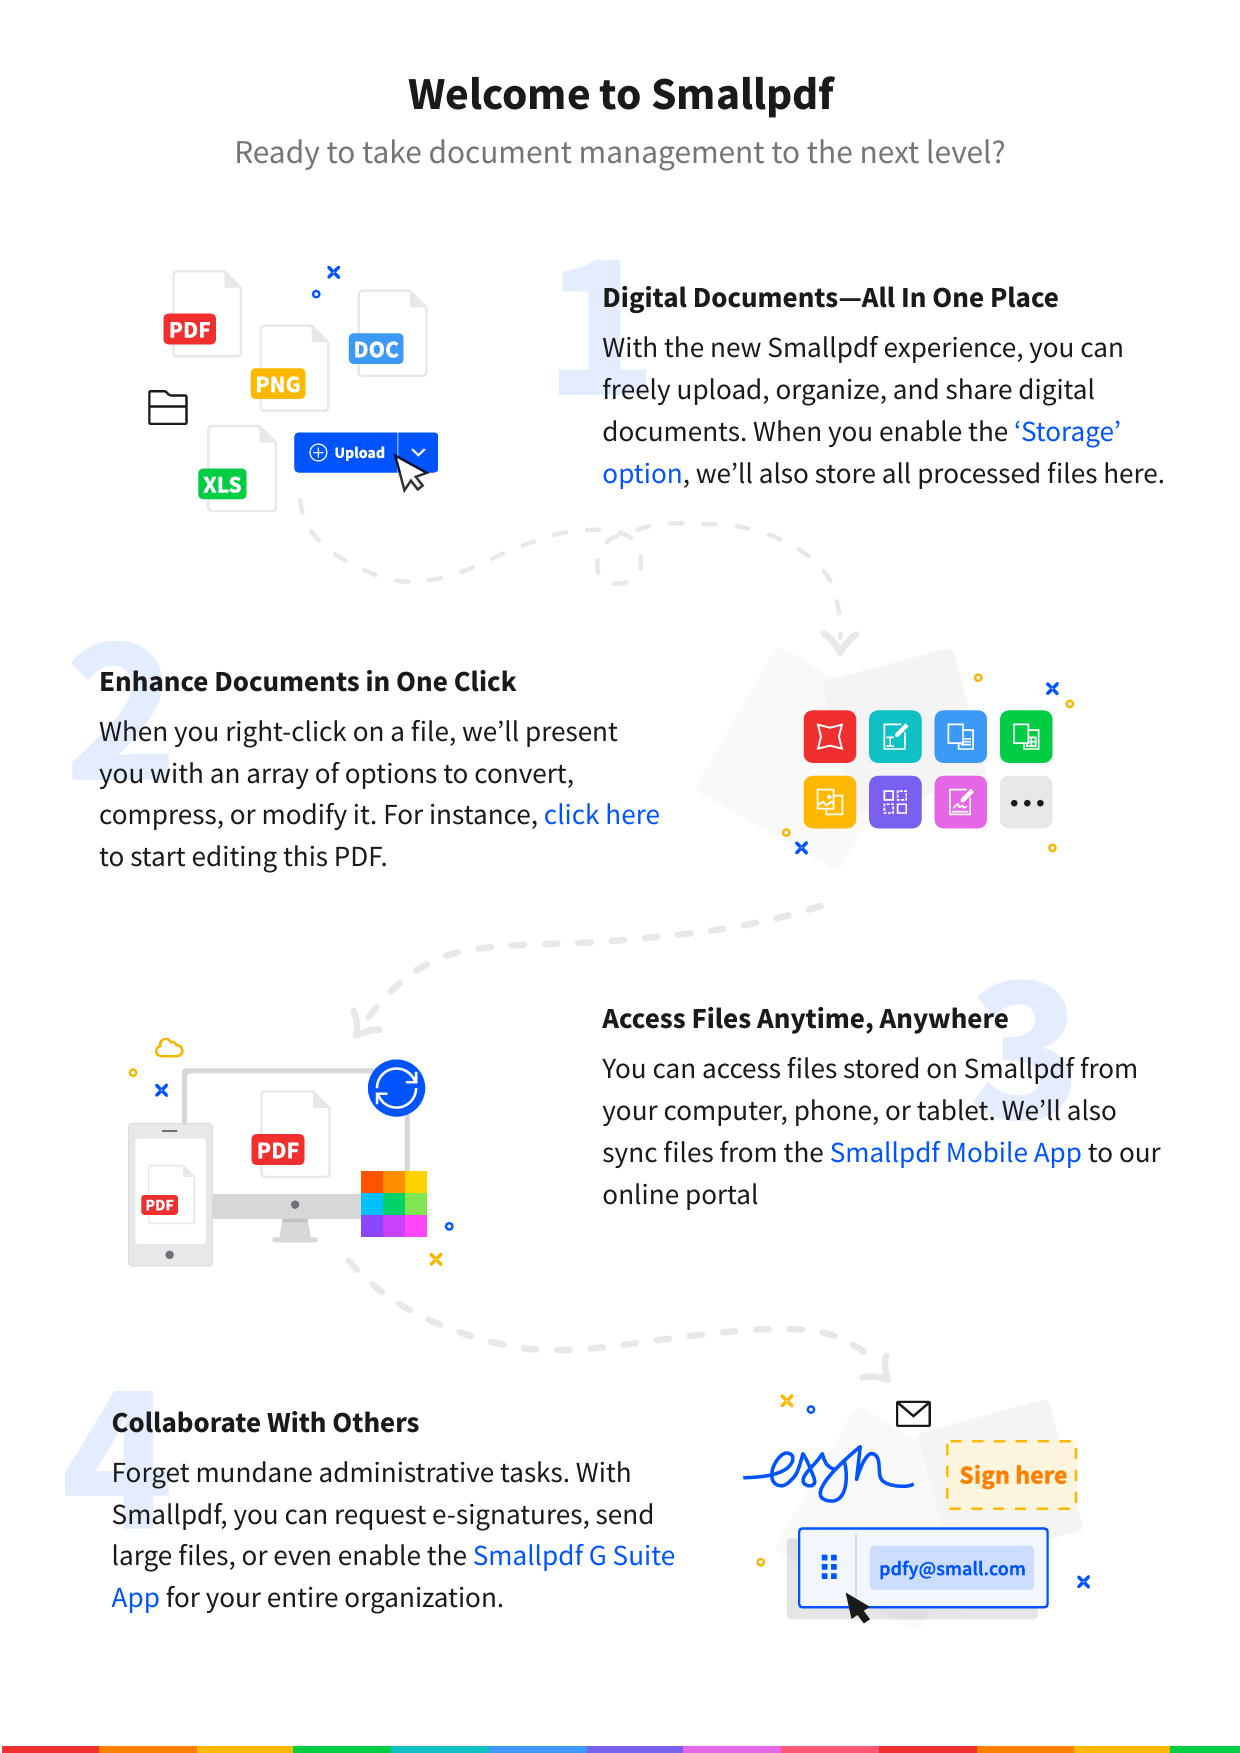 Welcome to Smallpdf
Ready to take document management to the next level?
PDF
DOC
PNG
XLS
Upload
1
Digital Documents—All In One Place
With the new Smallpdf experience, you can
freely upload, organize, and share digital
documents. When you enable the ‘Storage’
option, we’ll also store all processed files here.
2
Enhance Documents in One Click
When you right-click on a file, we’ll present
you with an array of options to convert,
compress, or modify it. For instance, click here
to start editing this PDF.
3
Access Files Anytime, Anywhere
You can access files stored on Smallpdf from
your computer, phone, or tablet. We’ll also
sync files from the Smallpdf Mobile App to our
online portal
PDF
PDF
4
Collaborate With Others
Forget mundane administrative tasks. With
Smallpdf, you can request e-signatures, send
large files, or even enable the Smallpdf G Suite
App for your entire organization.
esyn
Sign here
pdfy@small.com